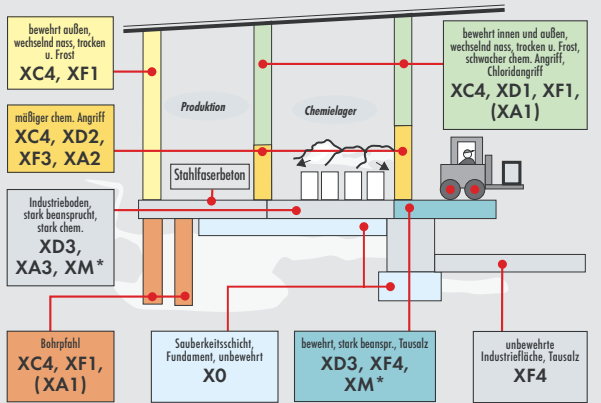 bewehrt außen,
wechselnd nass, trocken
u. Frost
XC4, XF1
mäßiger chem. Angriff
XC4, XD2,
XF3, XA2
Industrieboden,
stark beansprucht,
stark chem.
XD3,
XA3, XM*
Produktion
Chemielager
Stahlfaserbeton
bewehrt innen und außen,
wechselnd nass, trocken u. Frost,
schwacher chem. Angriff,
Chloridangriff
XC4, XD1, XF1,
(XA1)
Bohrpfahl
XC4, XF1,
(XA1)
Sauberkeitsschicht,
Fundament, unbewehrt
X0
bewehrt, stark beanspr., Tausalz
XD3, XF4,
XM*
unbewehrte
Industriefläche, Tausalz
XF4